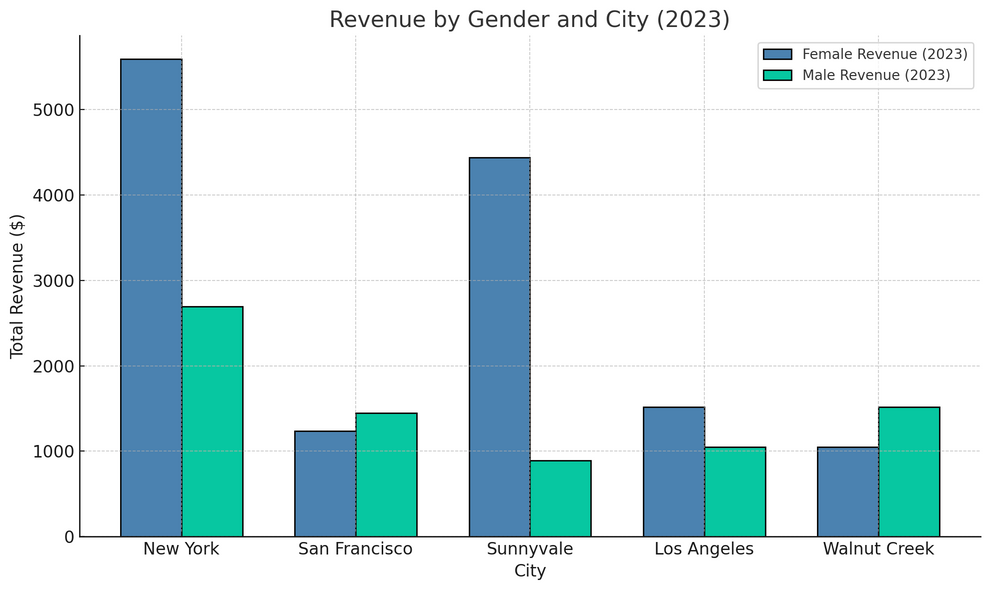 Revenue by Gender and City (2023)
Female Revenue (2023)
Male Revenue (2023)
Total Revenue ($)
5000
4000
3000
2000
1000
0
New York San Francisco Sunnyvale Los Angeles Walnut Creek
City